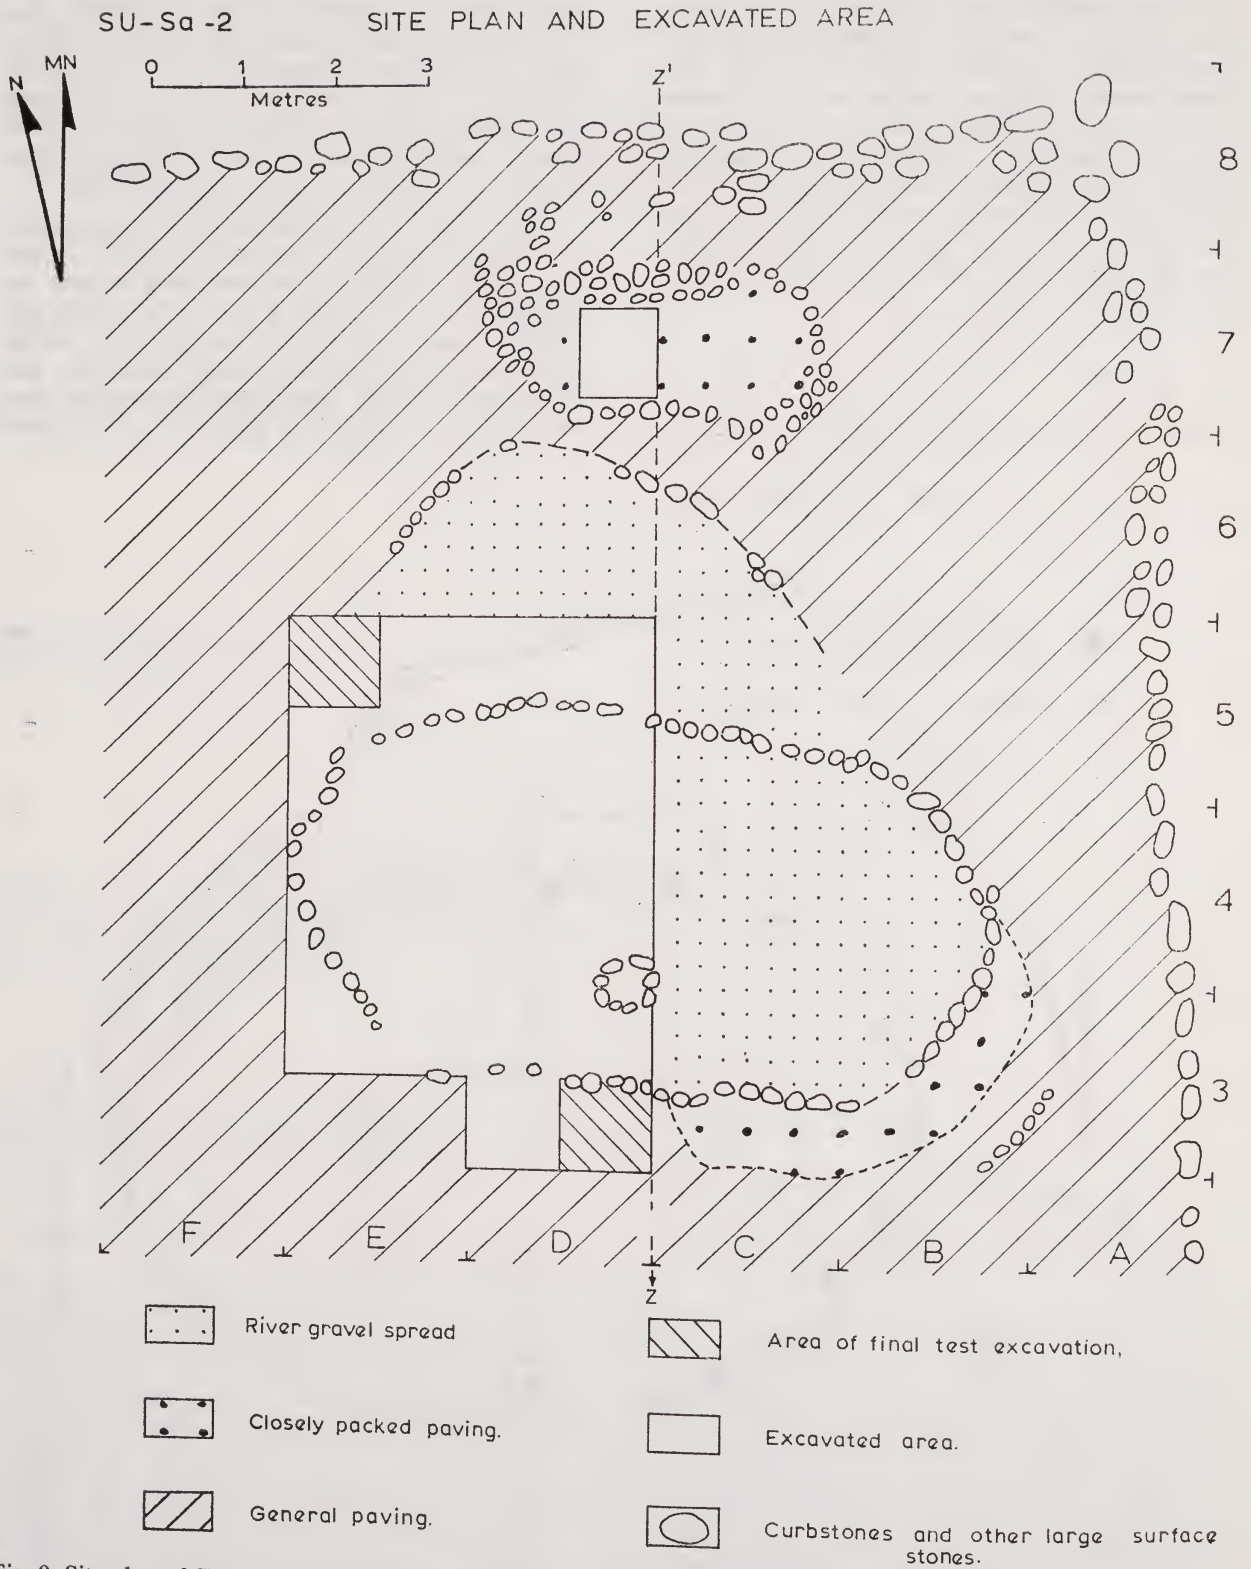 SU-Sa-2 SITE PLAN AND EXCAVATED AREA
N MN
0 1 2 3
Metres
Z'
8
7
6
5
4
3
F E D C B A
Z
River gravel spread
Area of final test excavation,
Closely packed paving.
Excavated area.
General paving.
Curbstones and other large surface
stones.